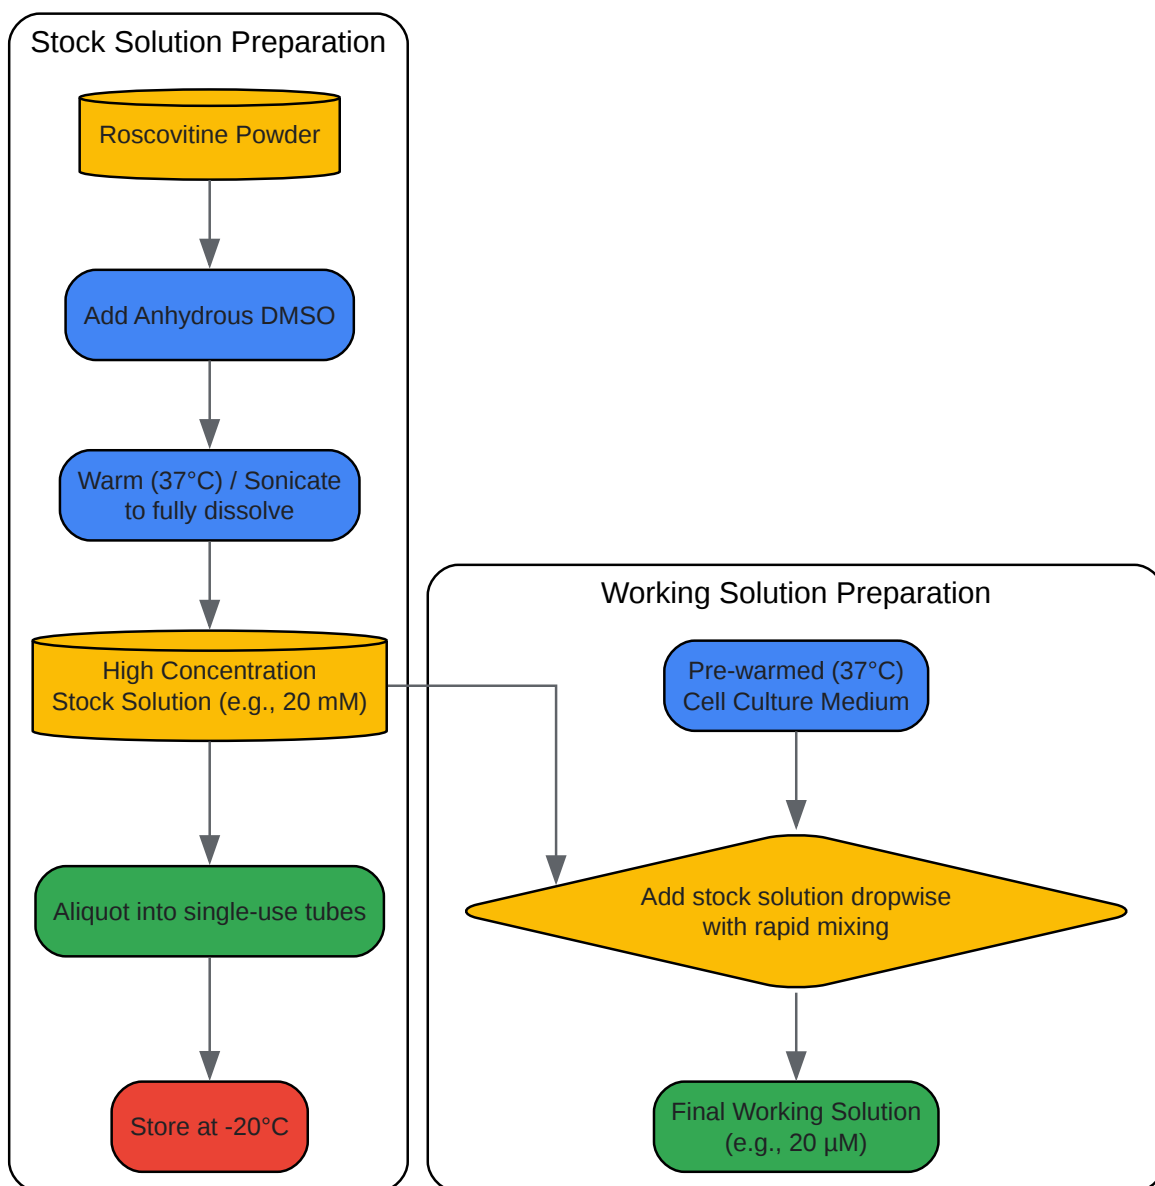 Stock Solution Preparation
Roscovitine Powder
Add Anhydrous DMSO
Warm (37°C) / Sonicate
to fully dissolve
High Concentration
Stock Solution (e.g., 20 mM)
Aliquot into single-use tubes
Store at -20°C
Working Solution Preparation
Pre-warmed (37°C)
Cell Culture Medium
Add stock solution dropwise
with rapid mixing
Final Working Solution
(e.g., 20 µM)